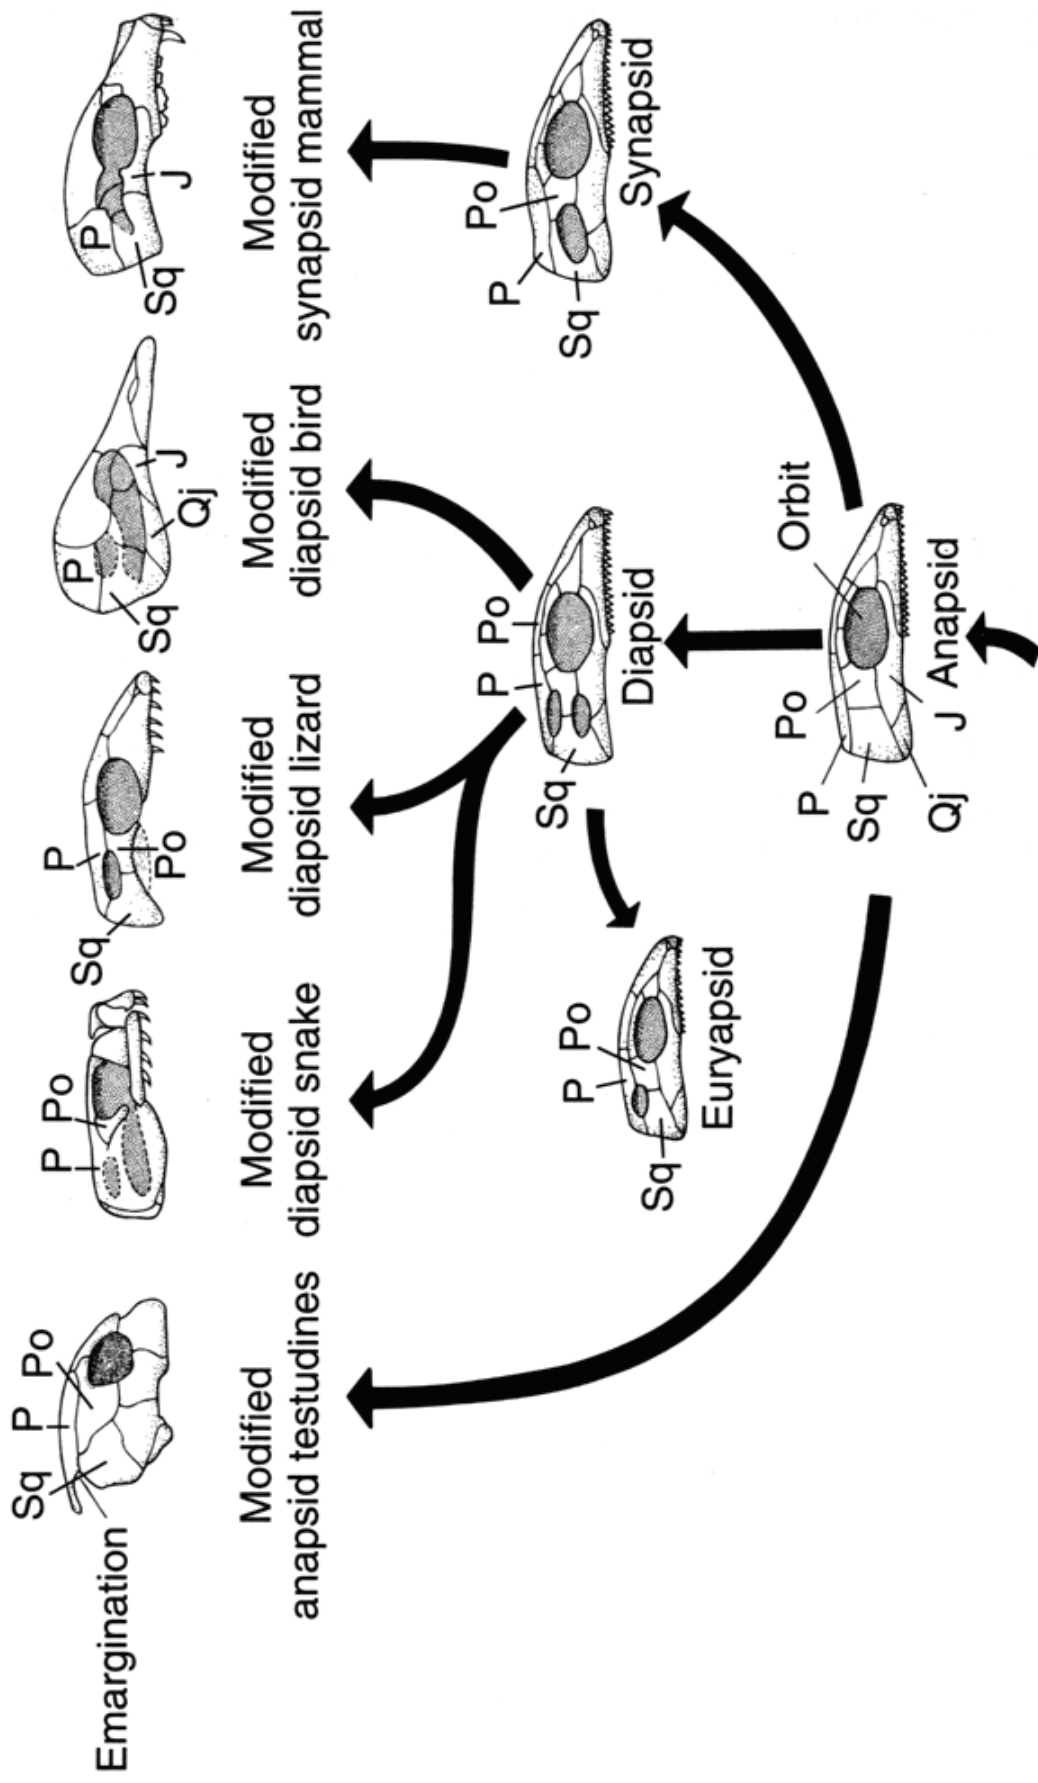 Sq
P
Po
Emargination
Modified
anapsid testudines
P
Po
Modified
diapsid snake
Sq
P
Po
Modified
diapsid lizard
P
Sq
Qj
J
Modified
diapsid bird
P
Sq
J
Modified
synapsid mammal
Sq
P
Po
Euryapsid
Sq
P
Po
Diapsid
P
Po
Sq
Synapsid
P
Sq
Po
Qj
J
Orbit
Anapsid